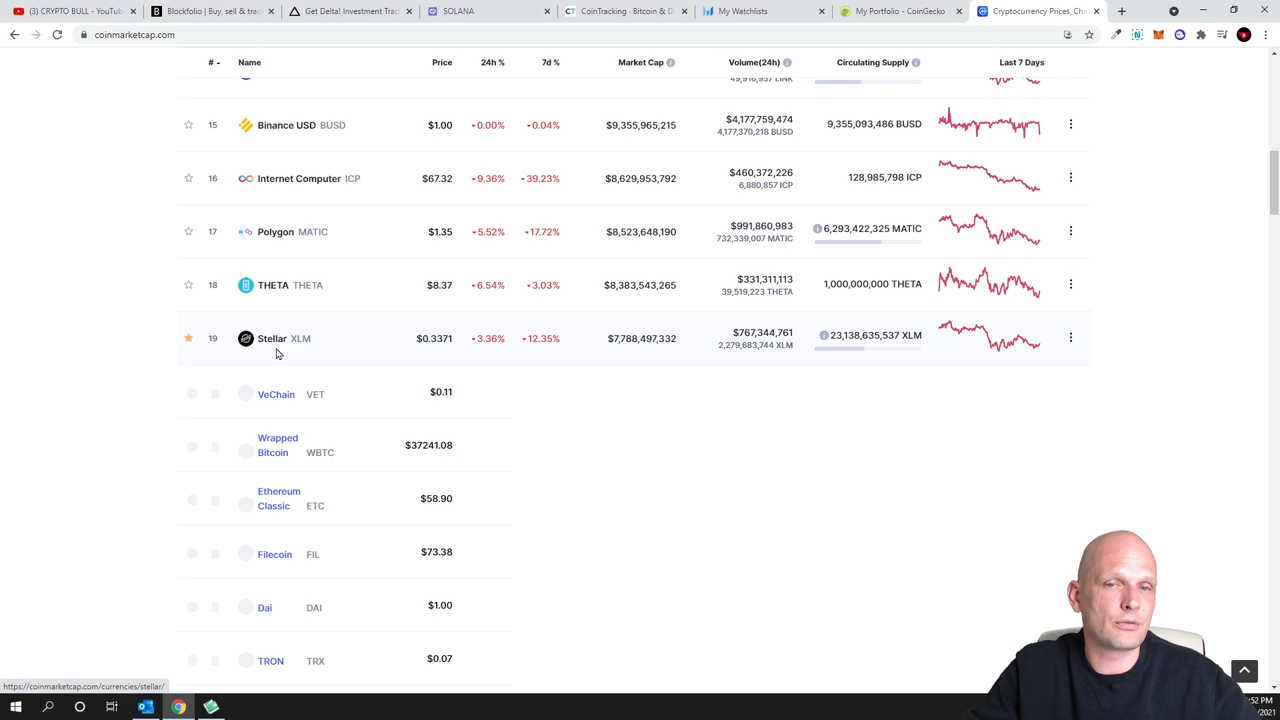 CRYPTO BULL - YouTub
Blockfolio | Buy, sell & trad
Get Delta! Investment Track
SOLANA
CoinTracking · Bitcoin & D
My Watchlists
My Portfolio - CoinGecko
Cryptocurrency Prices, Cha
coinmarketcap.com
# Name Price 24h % 7d % Market Cap Volume(24h) Circulating Supply Last 7 Days
49,916,957 LINK
15 Binance USD BUSD $1.00 0.00% 0.04% $9,355,965,215 $4,177,759,474 9,355,093,486 BUSD
4,177,370,218 BUSD
16 Internet Computer ICP $67.32 9.36% 39.23% $8,629,953,792 $460,372,226 128,985,798 ICP
6,880,857 ICP
17 Polygon MATIC $1.35 5.52% 17.72% $8,523,648,190 $991,860,983 6,293,422,325 MATIC
732,339,007 MATIC
18 THETA THETA $8.37 6.54% 3.03% $8,383,543,265 $331,311,113 1,000,000,000 THETA
39,519,223 THETA
19 Stellar XLM $0.3371 3.36% 12.35% $7,788,497,332 $767,344,761 23,138,635,537 XLM
2,279,683,744 XLM
VeChain VET $0.11
Wrapped
Bitcoin WBTC $37241.08
Ethereum
Classic ETC $58.90
Filecoin FIL $73.38
Dai DAI $1.00
TRON TRX $0.07
https://coinmarketcap.com/currencies/stellar/
:52 PM
/2021